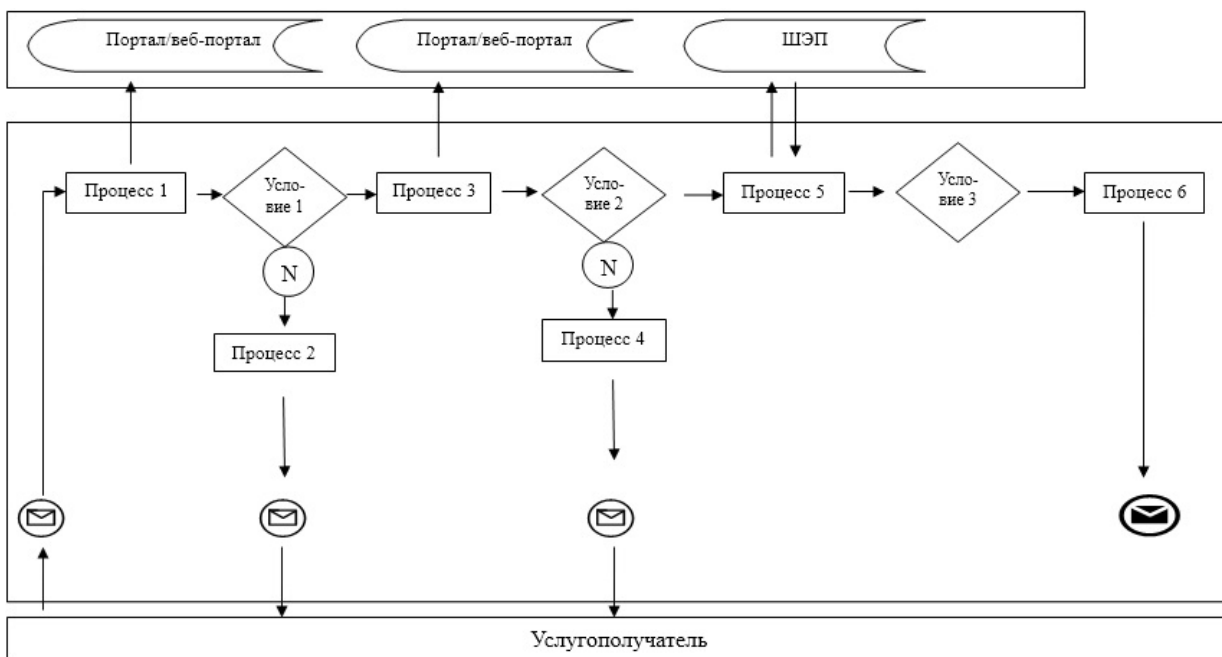 Портал/веб-портал
Портал/веб-портал
ШЭП
Процесс 1
Усло-
вие 1
Процесс 3
Усло-
вие 2
Процесс 5
Усло-
вие 3
Процесс 6
N
N
Процесс 2
Процесс 4
Услугополучатель